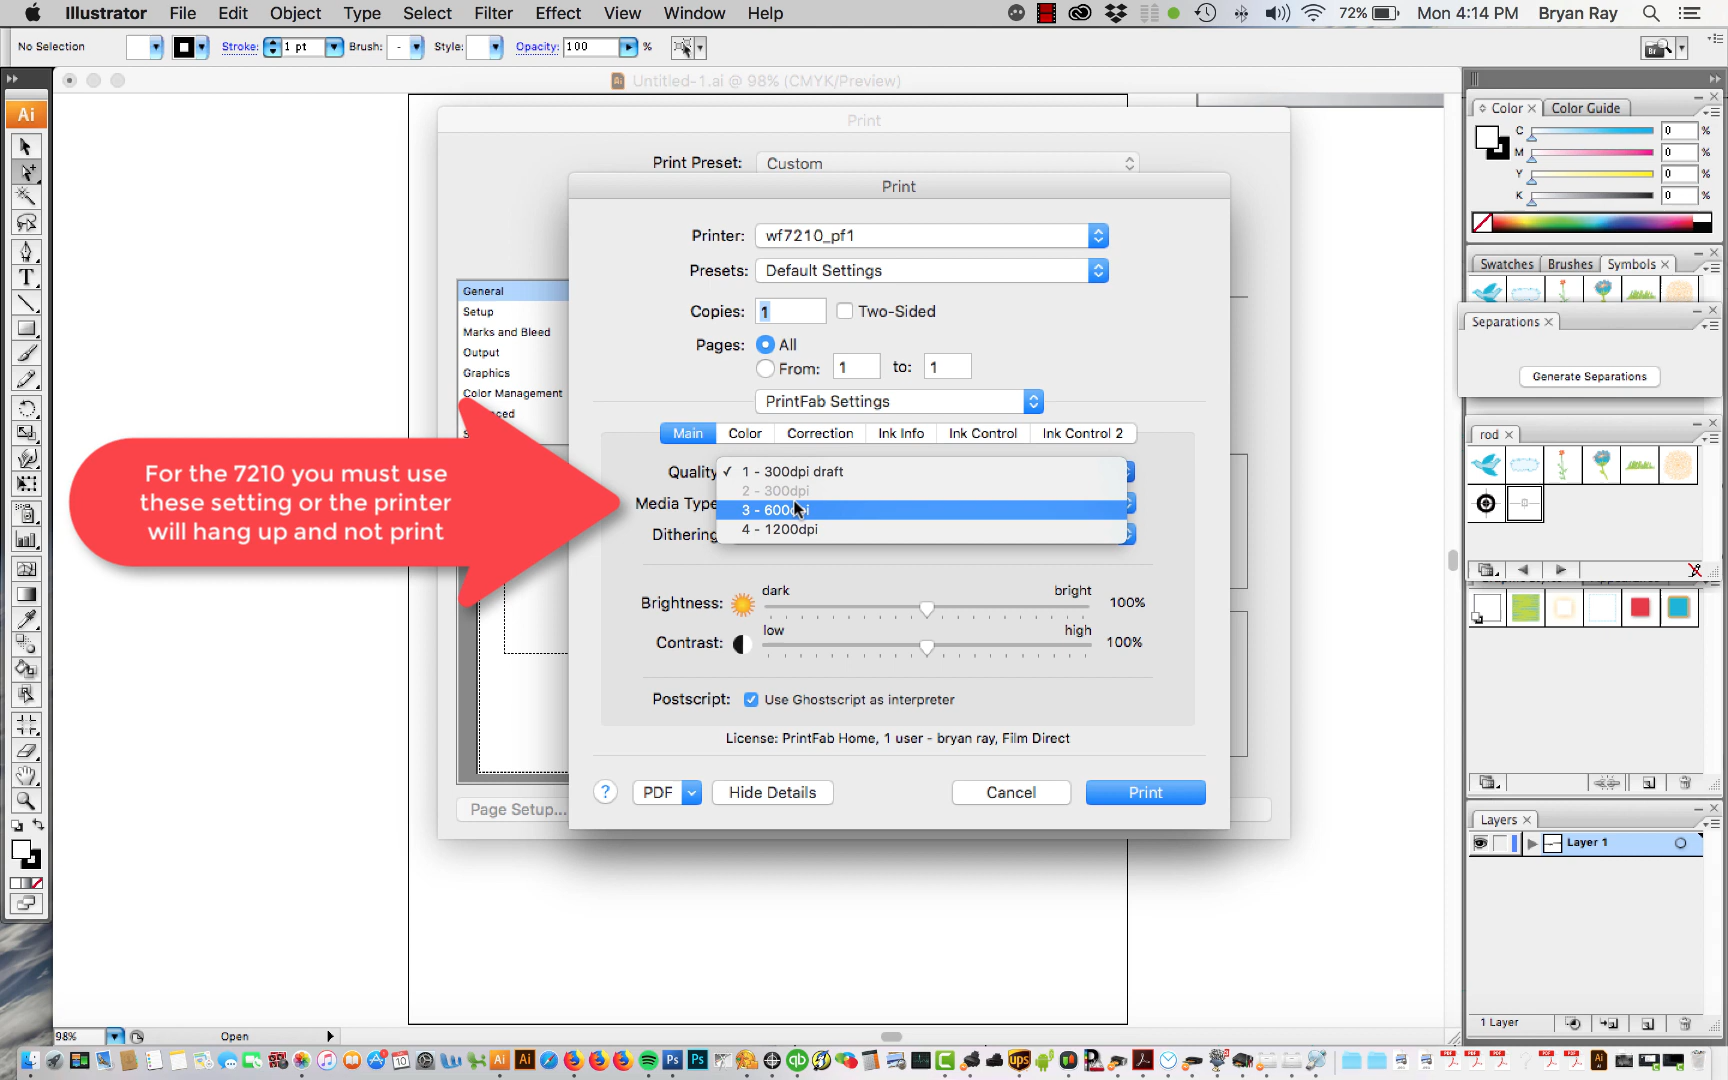 Illustrator File Edit Object Type Select Filter Effect View Window Help
72% Mon 4:14 PM Bryan Ray
No Selection Stroke: 1 pt Brush: - Style: Opacity: 100 %
Untitled-1.ai @ 98% (CMYK/Preview)
Ai
Print
Print Preset: Custom
General
Setup
Marks and Bleed
Output
Graphics
Color Management
Page Setup...
Print
Printer: wf7210_pf1
Presets: Default Settings
Copies: 1 Two-Sided
Pages: All
From: 1 to: 1
PrintFab Settings
Main Color Correction Ink Info Ink Control Ink Control 2
Quality ✓ 1 - 300dpi draft
2 - 300dpi
Media Type
3 - 600dpi
4 - 1200dpi
Dithering
dark bright
Brightness: 100%
low high
Contrast: 100%
Postscript: Use Ghostscript as interpreter
License: PrintFab Home, 1 user - bryan ray, Film Direct
? PDF Hide Details Cancel Print
For the 7210 you must use
these setting or the printer
will hang up and not print
Color Color Guide
C 0 %
M 0 %
Y 0 %
K 0 %
Swatches Brushes Symbols
Separations
Generate Separations
rod
Layers
Layer 1
1 Layer
98% Open